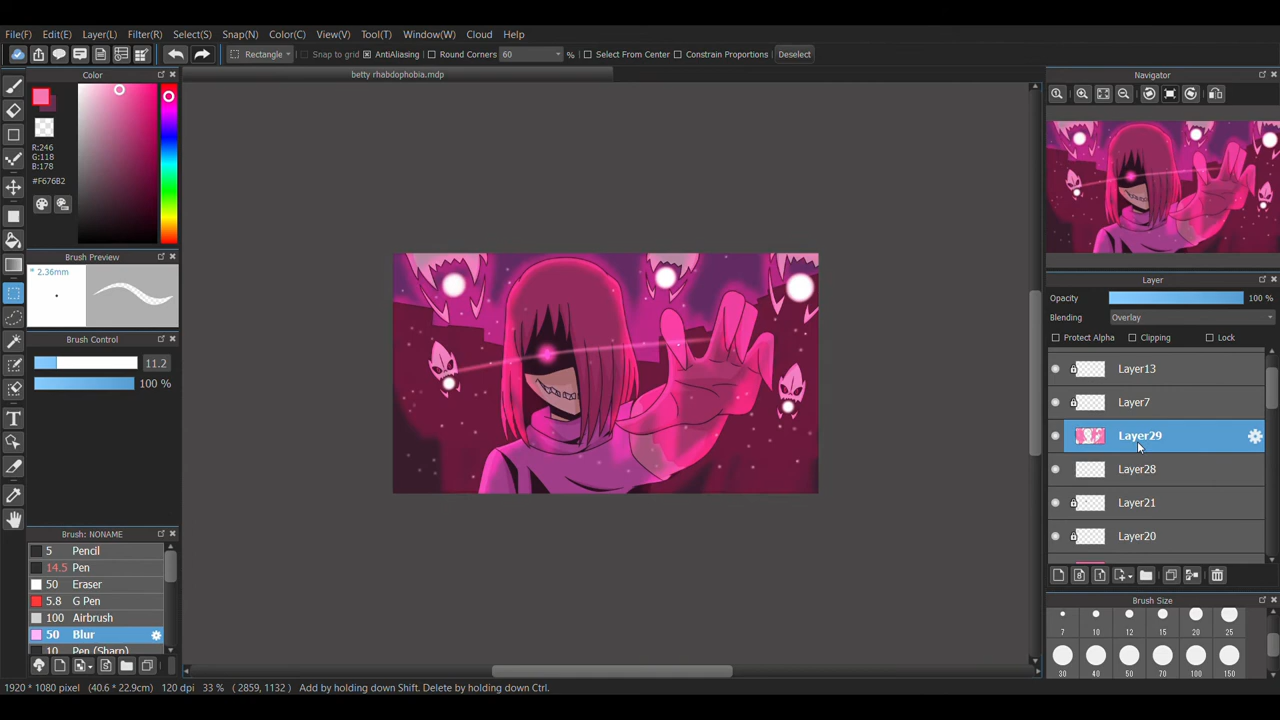 File(F) Edit(E) Layer(L) Filter(R) Select(S) Snap(N) Color(C) View(V) Tool(T) Window(W) Cloud Help
Rectangle Snap to grid AntiAliasing Round Corners 60 % Select From Center Constrain Proportions Deselect
Color
betty rhabdophobia.mdp
Navigator
R:246
G:118
B:178
#F676B2
Brush Preview
* 2.36mm
Brush Control
11.2
100 %
Layer
Opacity 100 %
Blending Overlay
Protect Alpha Clipping Lock
Layer13
Layer7
Layer29
Layer28
Layer21
Layer20
Brush: NONAME
5 Pencil
14.5 Pen
50 Eraser
5.8 G Pen
100 Airbrush
50 Blur
10 Pen (Sharp)
Brush Size
7 10 12 15 20 25
30 40 50 70 100 150
1920 * 1080 pixel (40.6 * 22.9cm) 120 dpi 33 % ( 2859, 1132 ) Add by holding down Shift. Delete by holding down Ctrl.